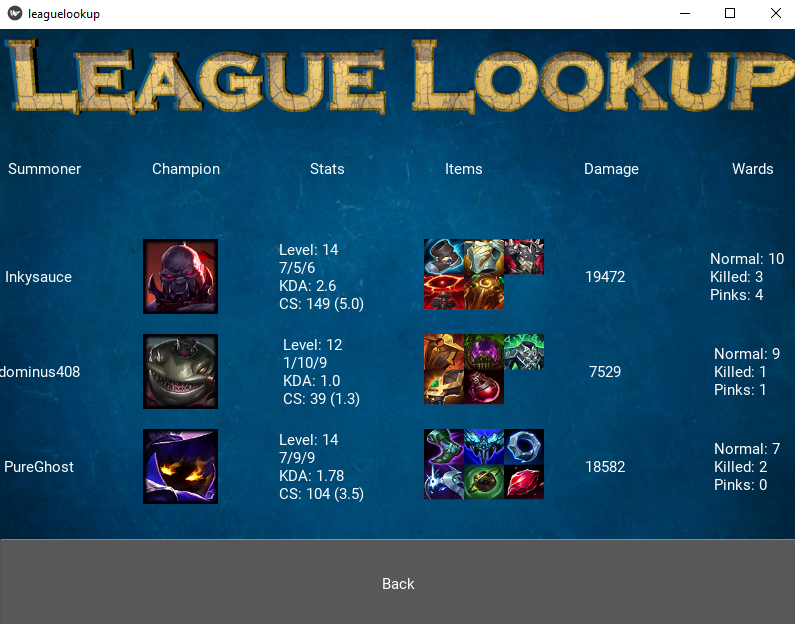 leaguelookup
League Lookup
Summoner Champion Stats Items Damage Wards
Inkysauce
Level: 14
7/5/6
KDA: 2.6
CS: 149 (5.0)
19472
Normal: 10
Killed: 3
Pinks: 4
dominus408
Level: 12
1/10/9
KDA: 1.0
CS: 39 (1.3)
7529
Normal: 9
Killed: 1
Pinks: 1
PureGhost
Level: 14
7/9/9
KDA: 1.78
CS: 104 (3.5)
18582
Normal: 7
Killed: 2
Pinks: 0
Back